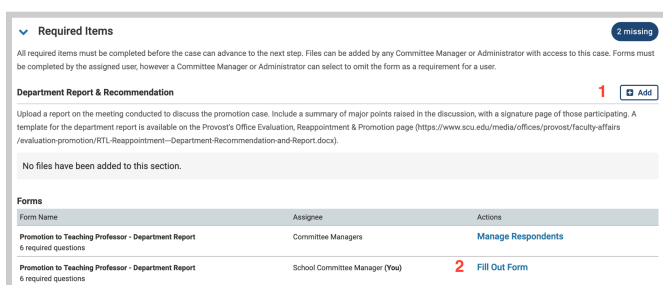 Required Items
2 missing
All required items must be completed before the case can advance to the next step. Files can be added by any Committee Manager or Administrator with access to this case. Forms must
be completed by the assigned user, however a Committee Manager or Administrator can select to omit the form as a requirement for a user.
Department Report & Recommendation
1
Add
Upload a report on the meeting conducted to discuss the promotion case. Include a summary of major points raised in the discussion, with a signature page of those participating. A
template for the department report is available on the Provost's Office Evaluation, Reappointment & Promotion page (https://www.scu.edu/media/offices/provost/faculty-affairs
/evaluation-promotion/RTL-Reappointment---Department-Recommendation-and-Report.docx).
No files have been added to this section.
Forms
Form Name Assignee Actions
Promotion to Teaching Professor - Department Report Committee Managers Manage Respondents
6 required questions
Promotion to Teaching Professor - Department Report School Committee Manager (You) 2 Fill Out Form
6 required questions